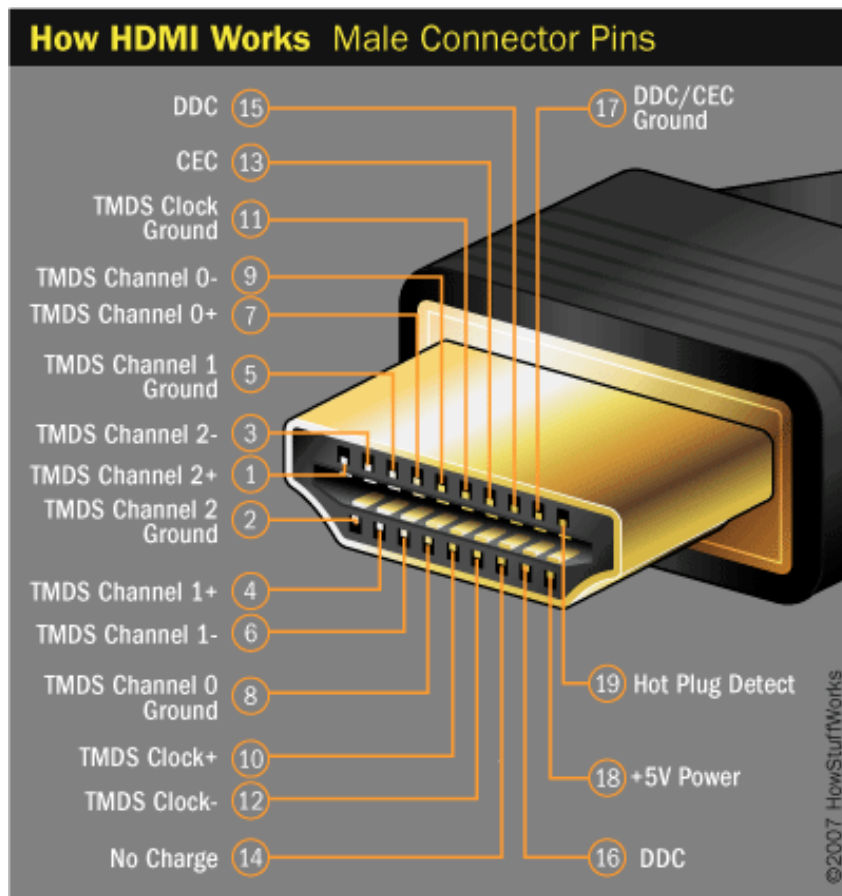 How HDMI Works Male Connector Pins
DDC 15
17 DDC/CEC
Ground
CEC 13
TMDS Clock
Ground 11
TMDS Channel 0- 9
TMDS Channel 0+ 7
TMDS Channel 1
Ground 5
TMDS Channel 2- 3
TMDS Channel 2+ 1
TMDS Channel 2
Ground 2
TMDS Channel 1+ 4
TMDS Channel 1- 6
TMDS Channel 0
Ground 8
19 Hot Plug Detect
TMDS Clock+ 10
18 +5V Power
TMDS Clock- 12
No Charge 14
16 DDC
©2007 HowStuffWorks